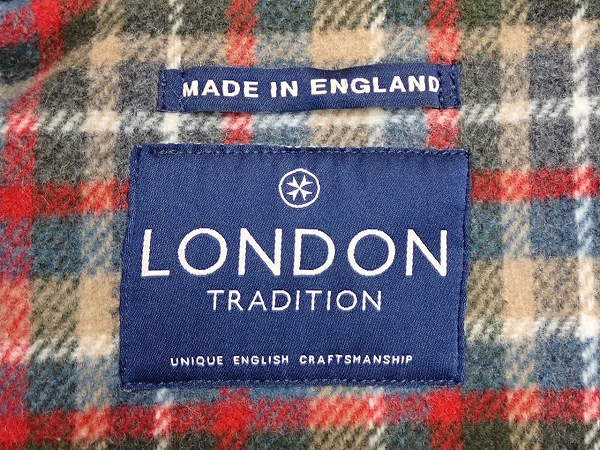 MADE IN ENGLAND
LONDON
TRADITION
UNIQUE ENGLISH CRAFTSMANSHIP